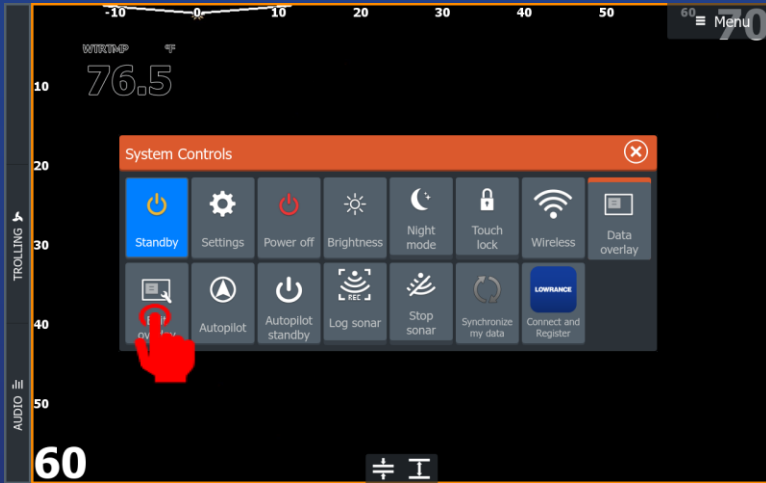 -10 0 10 20 30 40 50 60 70
≡ Menu
WTRTMP °F
76.5
10
20
30
40
50
60
TROLLING
AUDIO
System Controls
Standby
Settings
Power off
Brightness
Night
mode
Touch
lock
Wireless
Data
overlay
overlay
Autopilot
Autopilot
standby
REC
Log sonar
Stop
sonar
Synchronize
my data
LOWRANCE
Connect and
Register